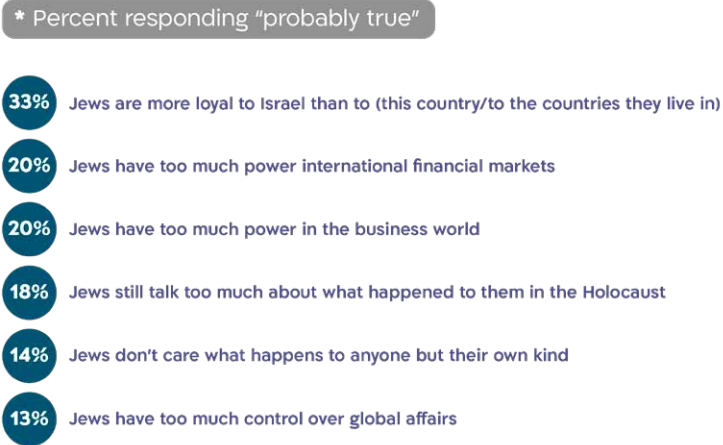 * Percent responding “probably true”
33% Jews are more loyal to Israel than to (this country/to the countries they live in)
20% Jews have too much power international financial markets
20% Jews have too much power in the business world
18% Jews still talk too much about what happened to them in the Holocaust
14% Jews don’t care what happens to anyone but their own kind
13% Jews have too much control over global affairs